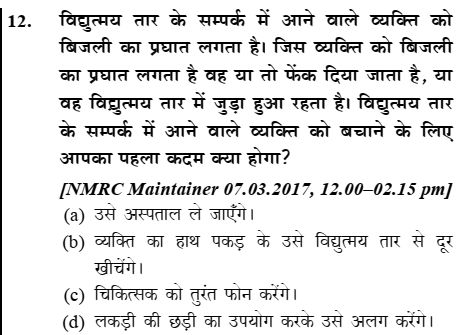 12. विद्युत्मय तार के सम्पर्क में आने वाले व्यक्ति को
बिजली का प्रघात लगता है। जिस व्यक्ति को बिजली
का प्रघात लगता है वह या तो फेंक दिया जाता है, या
वह विद्युत्मय तार में जुड़ा हुआ रहता है। विद्युत्मय तार
के सम्पर्क में आने वाले व्यक्ति को बचाने के लिए
आपका पहला कदम क्या होगा?
[NMRC Maintainer 07.03.2017, 12.00–02.15 pm]
(a) उसे अस्पताल ले जाएँगे।
(b) व्यक्ति का हाथ पकड़ के उसे विद्युत्मय तार से दूर
खीचेंगे।
(c) चिकित्सक को तुरंत फोन करेंगे।
(d) लकड़ी की छड़ी का उपयोग करके उसे अलग करेंगे।